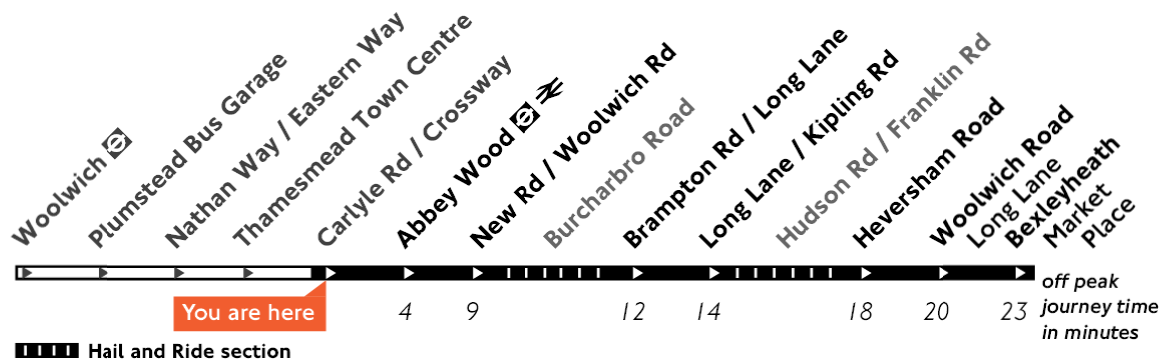 Woolwich
Plumstead Bus Garage
Nathan Way / Eastern Way
Thamesmead Town Centre
Carlyle Rd / Crossway
Abbey Wood
New Rd / Woolwich Rd
Burcharbro Road
Brampton Rd / Long Lane
Long Lane / Kipling Rd
Hudson Rd / Franklin Rd
Heversham Road
Woolwich Road
Long Lane
Bexleyheath
Market
Place
You are here
4 9 12 14 18 20 23
off peak
journey time
in minutes
Hail and Ride section